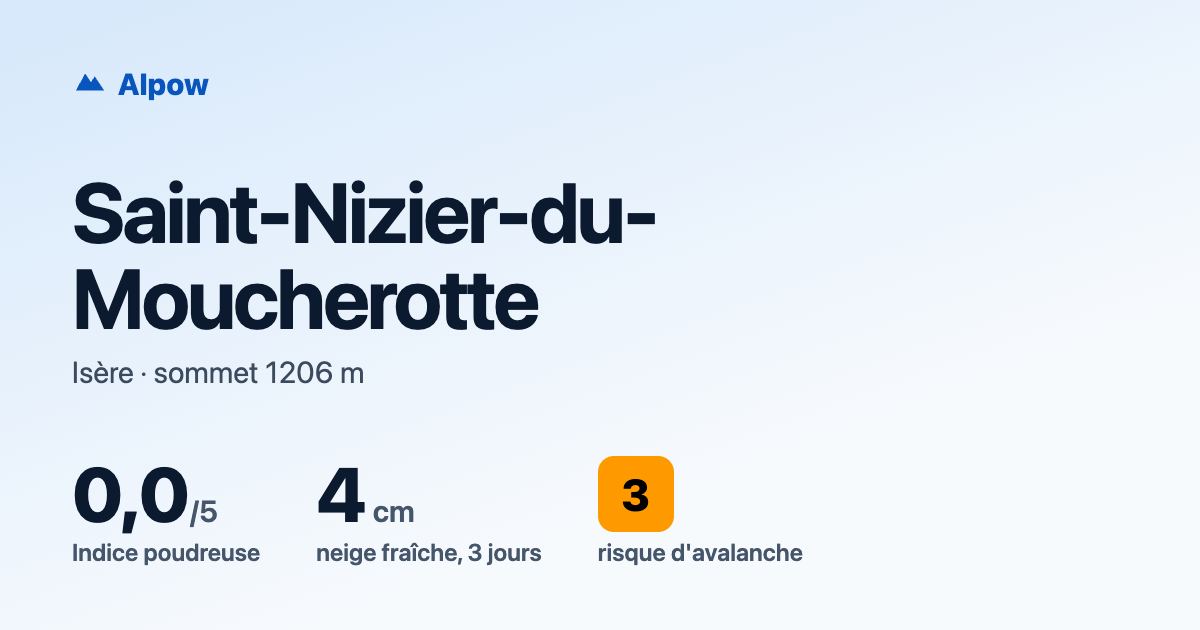 Alpow
Saint-Nizier-du-
Moucherotte
Isère · sommet 1206 m
0,0/5
4 cm
3
Indice poudreuse
neige fraîche, 3 jours
risque d'avalanche